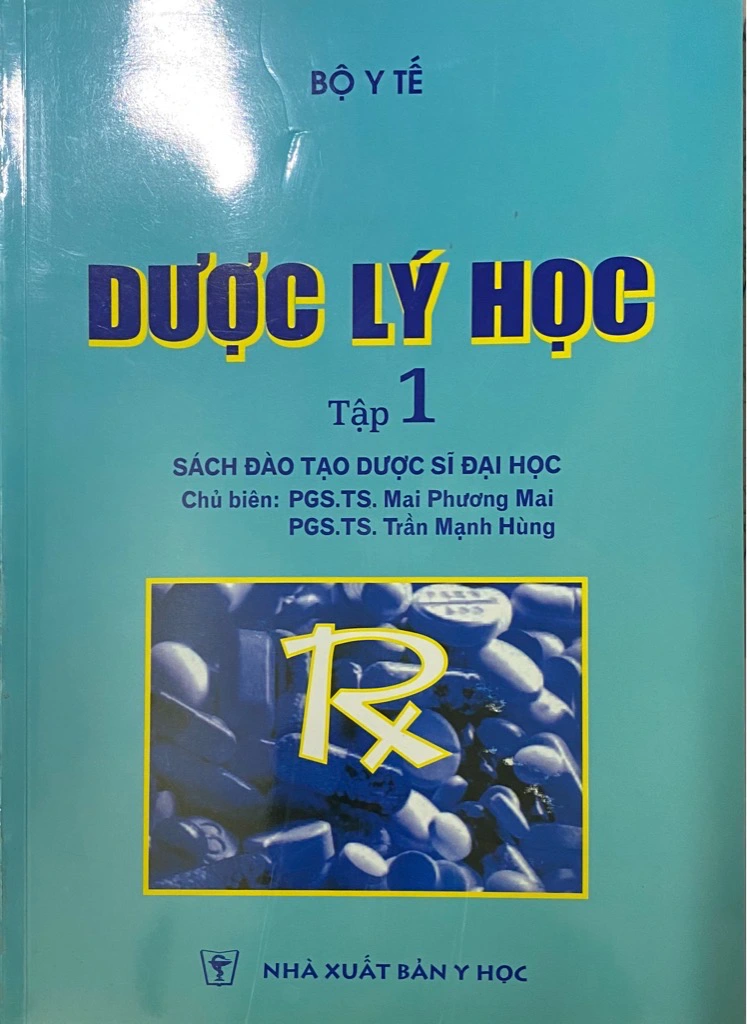 BỘ Y TẾ
DƯỢC LÝ HỌC
Tập 1
SÁCH ĐÀO TẠO DƯỢC SĨ ĐẠI HỌC
Chủ biên: PGS.TS. Mai Phương Mai
PGS.TS. Trần Mạnh Hùng
Rx
NHÀ XUẤT BẢN Y HỌC